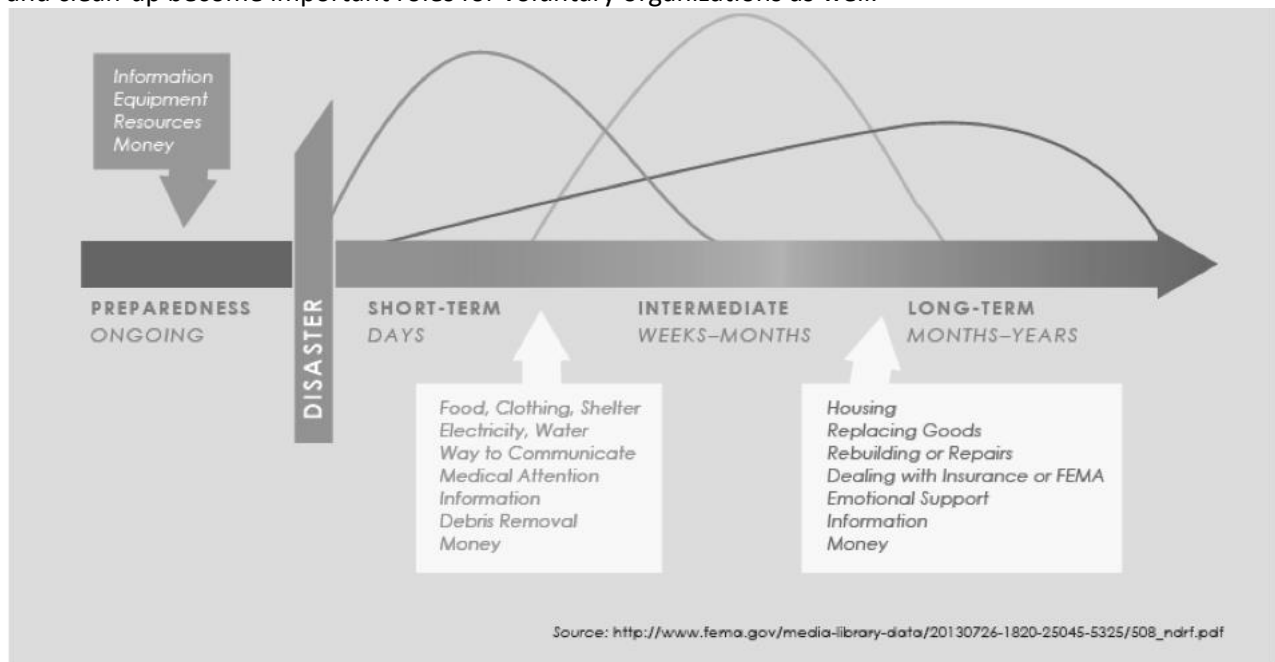 and clean-up become important roles for voluntary organizations as well.
Information
Equipment
Resources
Money
DISASTER
PREPAREDNESS
ONGOING
SHORT-TERM
DAYS
INTERMEDIATE
WEEKS–MONTHS
LONG-TERM
MONTHS–YEARS
Food, Clothing, Shelter
Electricity, Water
Way to Communicate
Medical Attention
Information
Debris Removal
Money
Housing
Replacing Goods
Rebuilding or Repairs
Dealing with Insurance or FEMA
Emotional Support
Information
Money
Source: http://www.fema.gov/media-library-data/20130726-1820-25045-5325/508_ndrf.pdf